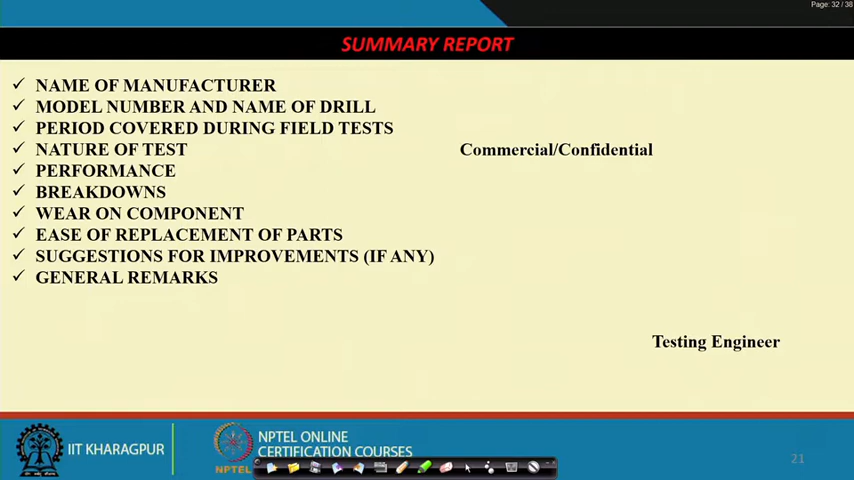 Page: 32 / 38
SUMMARY REPORT
✓ NAME OF MANUFACTURER
✓ MODEL NUMBER AND NAME OF DRILL
✓ PERIOD COVERED DURING FIELD TESTS
✓ NATURE OF TEST Commercial/Confidential
✓ PERFORMANCE
✓ BREAKDOWNS
✓ WEAR ON COMPONENT
✓ EASE OF REPLACEMENT OF PARTS
✓ SUGGESTIONS FOR IMPROVEMENTS (IF ANY)
✓ GENERAL REMARKS
Testing Engineer
IIT KHARAGPUR
NPTEL
NPTEL ONLINE
CERTIFICATION COURSES
21